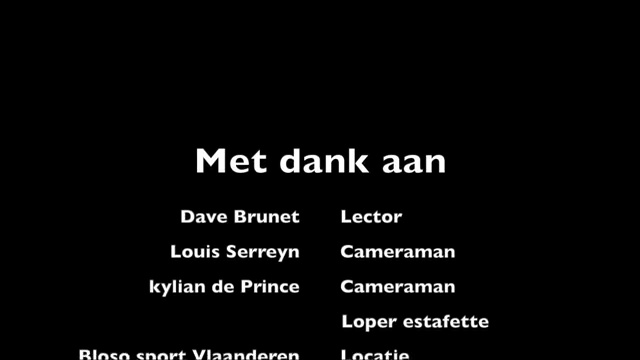 Met dank aan
Dave Brunet Lector
Louis Serreyn Cameraman
kylian de Prince Cameraman
Loper estafette
Bloso sport Vlaanderen Locatie